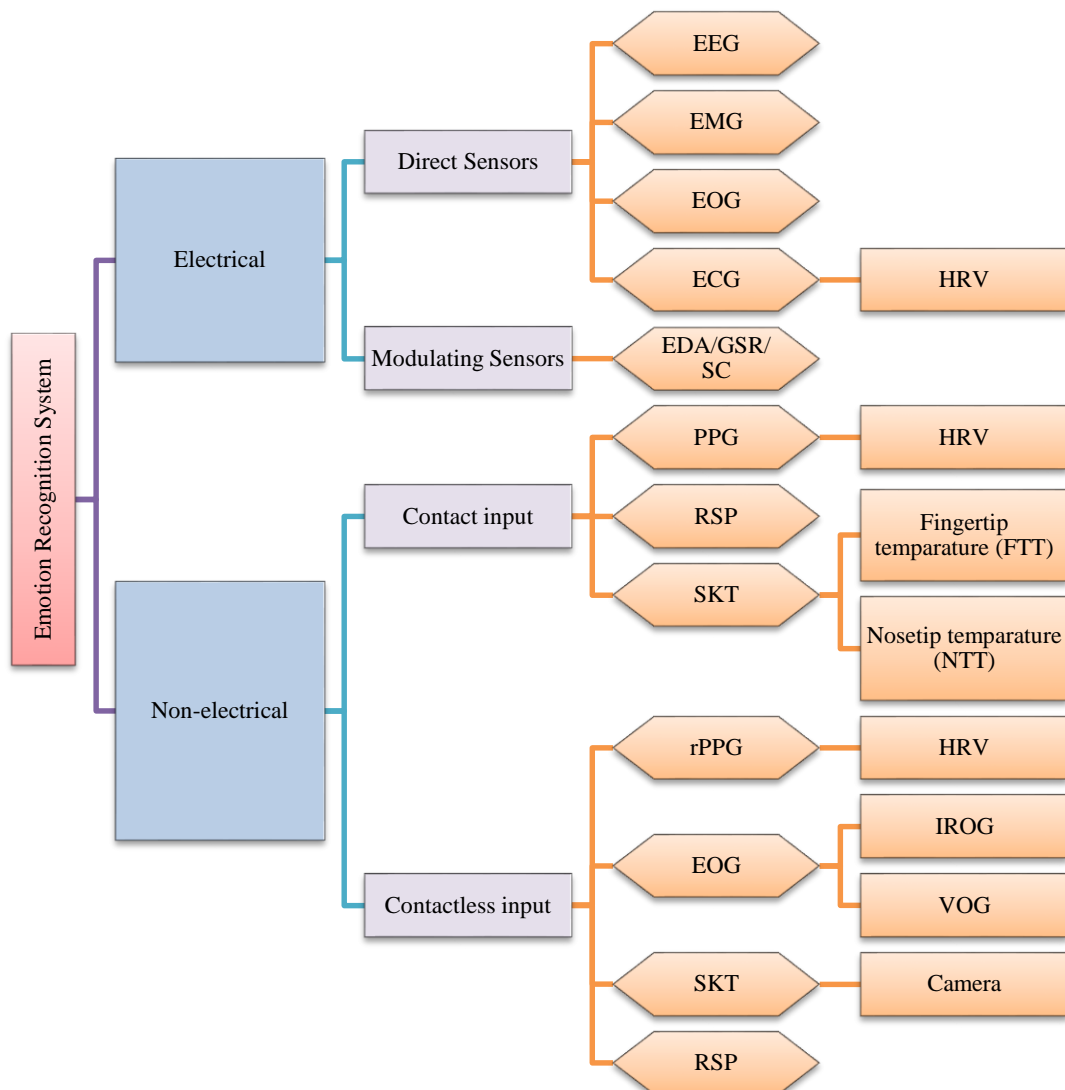 Emotion Recognition System
Electrical
Direct Sensors
EEG
EMG
EOG
ECG
HRV
Modulating Sensors
EDA/GSR/
SC
Non-electrical
Contact input
PPG
HRV
RSP
SKT
Fingertip
temparature (FTT)
Nosetip temparature
(NTT)
Contactless input
rPPG
HRV
EOG
IROG
VOG
SKT
Camera
RSP